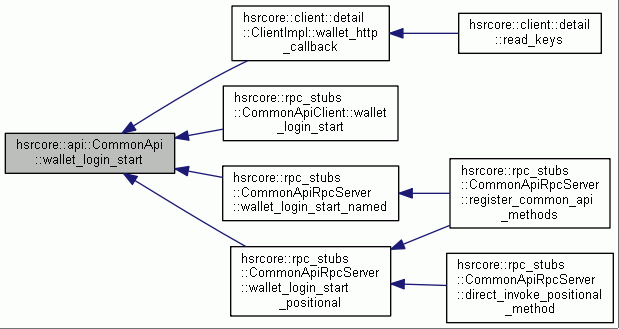 hsrcore::client::detail
::ClientImpl::wallet_http
_callback
hsrcore::client::detail
::read_keys
hsrcore::rpc_stubs
::CommonApiClient::wallet
_login_start
hsrcore::api::CommonApi
::wallet_login_start
hsrcore::rpc_stubs
::CommonApiRpcServer
::wallet_login_start_named
hsrcore::rpc_stubs
::CommonApiRpcServer
::register_common_api
_methods
hsrcore::rpc_stubs
::CommonApiRpcServer
::wallet_login_start
_positional
hsrcore::rpc_stubs
::CommonApiRpcServer
::direct_invoke_positional
_method